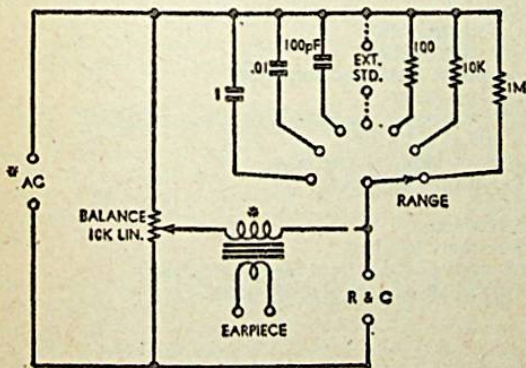 100pF
.01
1
EXT.
STD.
100
10K
1M
* AC
RANGE
BALANCE
10K LIN.
*
R & C
EARPIECE